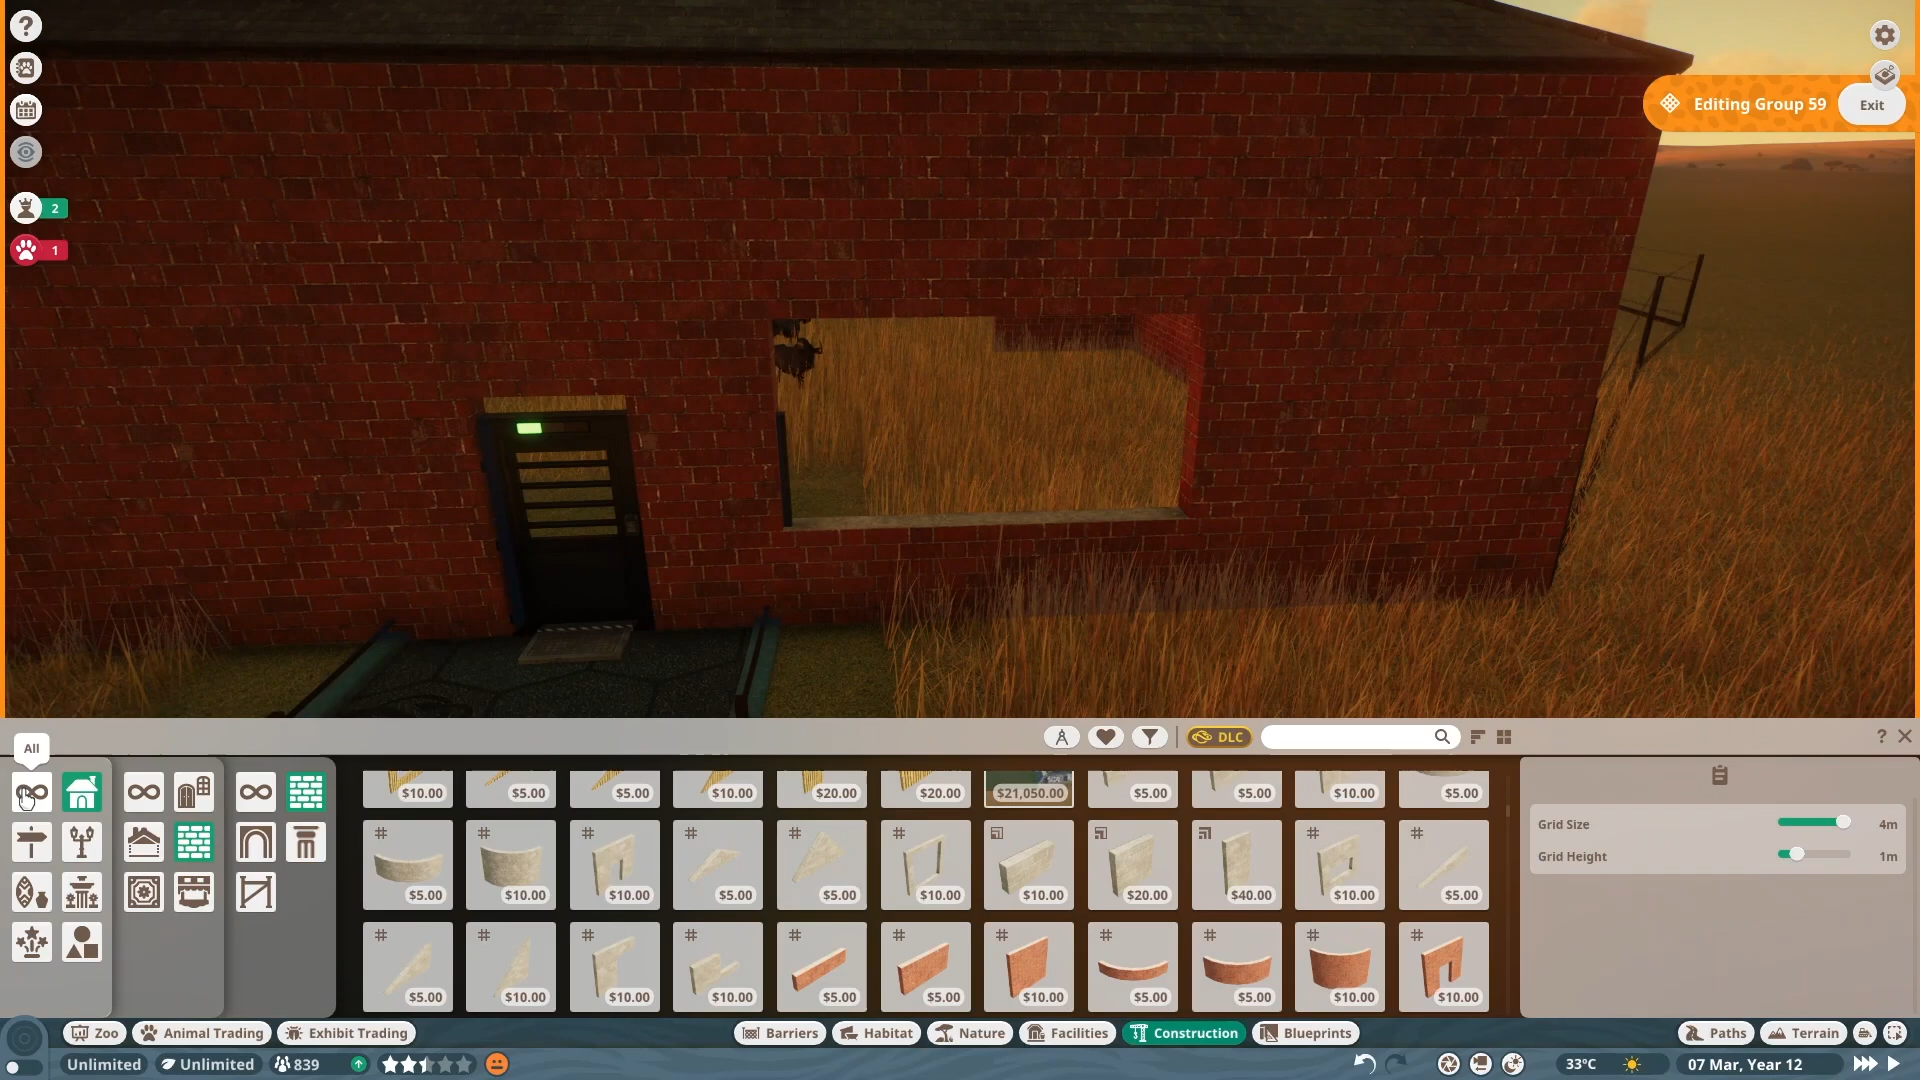 ?
Editing Group 59
Exit
2
1
All
DLC
?
$10.00
$5.00
$5.00
$10.00
$20.00
$20.00
$21,050.00
$5.00
$5.00
$10.00
$5.00
$5.00
$10.00
$10.00
$5.00
$5.00
$10.00
$10.00
$20.00
$40.00
$10.00
$5.00
$5.00
$10.00
$10.00
$10.00
$5.00
$5.00
$10.00
$5.00
$5.00
$10.00
$10.00
Grid Size
4m
Grid Height
1m
Zoo
Animal Trading
Exhibit Trading
Barriers
Habitat
Nature
Facilities
Construction
Blueprints
Paths
Terrain
Unlimited
Unlimited
839
33°C
07 Mar, Year 12